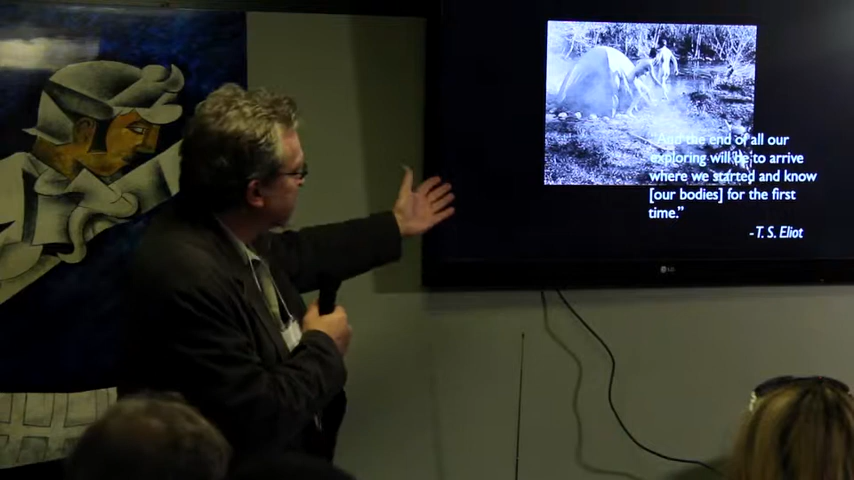 “And the end of all our
exploring will be to arrive
where we started and know
[our bodies] for the first
time.”
- T. S. Eliot
LG